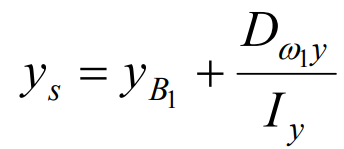 y_s = y_{B_1} + \frac{D_{\omega_1 y}}{I_y}